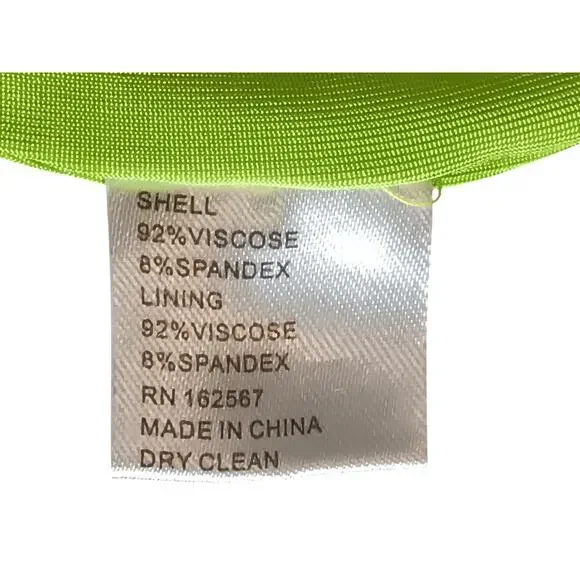 SHELL
92%VISCOSE
8%SPANDEX
LINING
92%VISCOSE
8%SPANDEX
RN 162567
MADE IN CHINA
DRY CLEAN